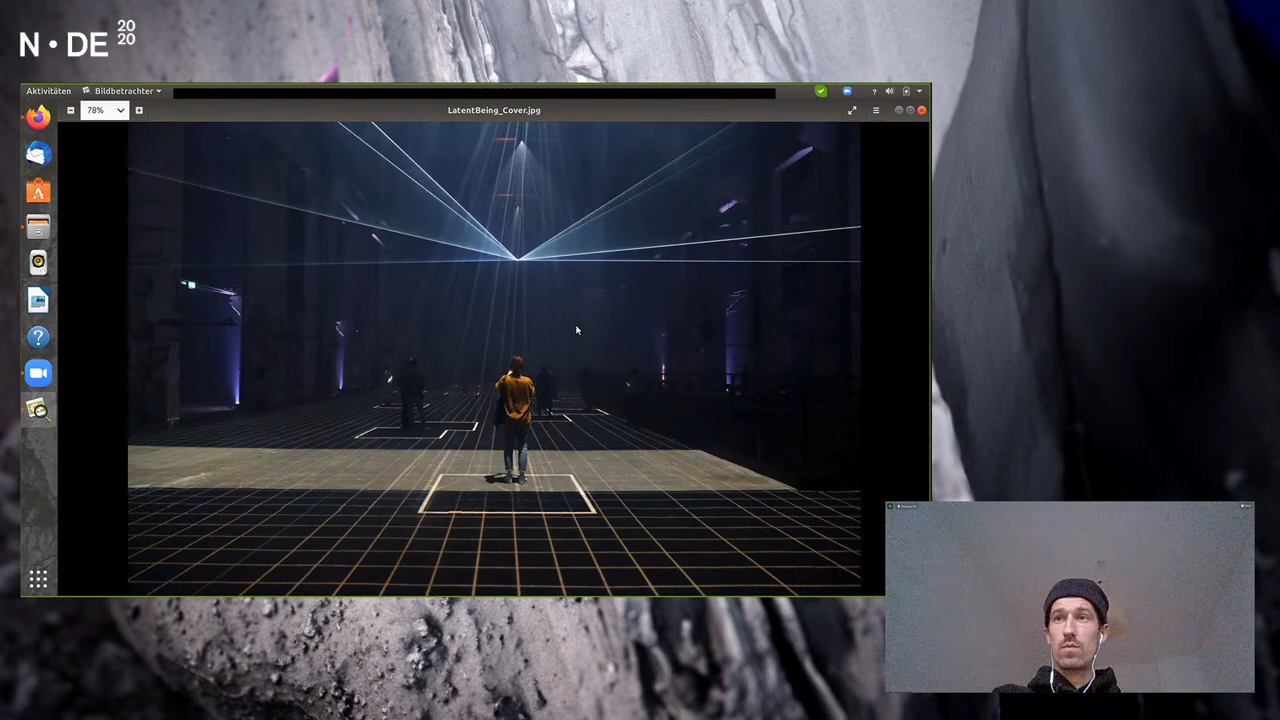 N • DE 20
20
Aktivitäten Bildbetrachter
78% LatentBeing_Cover.jpg